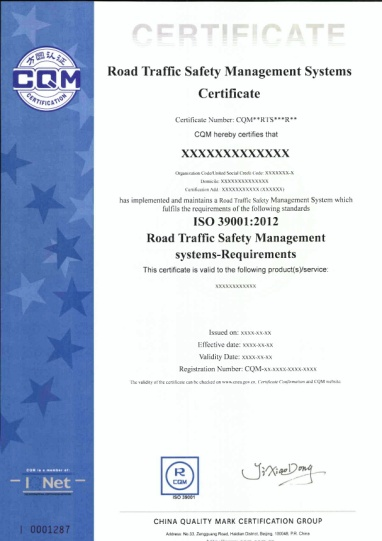 CERTIFICATE
方圆认证
CQM
CERTIFICATION
Road Traffic Safety Management Systems
Certificate
Certificate Number: CQM**RTS***R**
CQM hereby certifies that
XXXXXXXXXXXXX
Organization Code/United Social Credit Code: XXXXXXX-X
Domicile: XXXXXXXXXXXXXX
Certification Add: XXXXXXXXXXX (XXXXXX)
has implemented and maintains a Road Traffic Safety Management System which
fulfils the requirements of the following standards
ISO 39001:2012
Road Traffic Safety Management
systems-Requirements
This certificate is valid to the following product(s)/service:
XXXXXXXXXXXX
Issued on: XXXX-XX-XX
Effective date: XXXX-XX-XX
Validity Date: XXXX-XX-XX
Registration Number: CQM-XX-XXXX-XXXX-XXXX
The validity of the certificate can be checked on www.cnca.gov.cn, Certificate Confirmation and CQM website.
CQM is a member of:
I Net
R
CQM
ISO 39001
Ji XiaoDong
I 0001287
CHINA QUALITY MARK CERTIFICATION GROUP
Address: No.33, Zengguang Road, Haidian District, Beijing, 100048, P.R. China